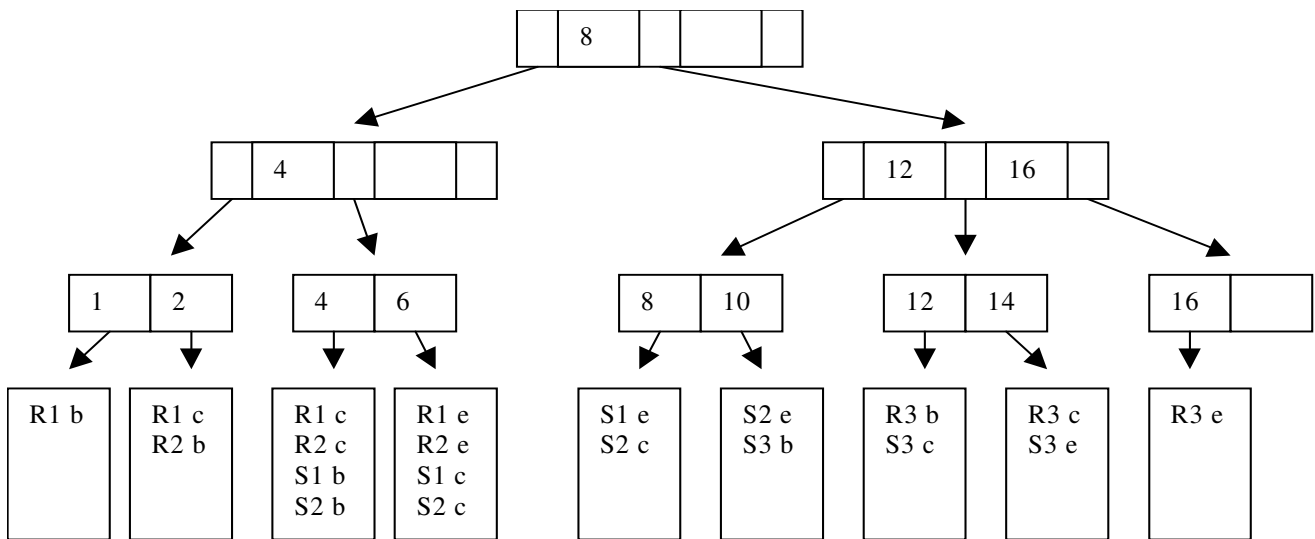 8
4
12 16
1 2
4 6
8 10
12 14
16
R1 b
R1 c
R2 b
R1 c
R2 c
S1 b
S2 b
R1 e
R2 e
S1 c
S2 c
S1 e
S2 c
S2 e
S3 b
R3 b
S3 c
R3 c
S3 e
R3 e